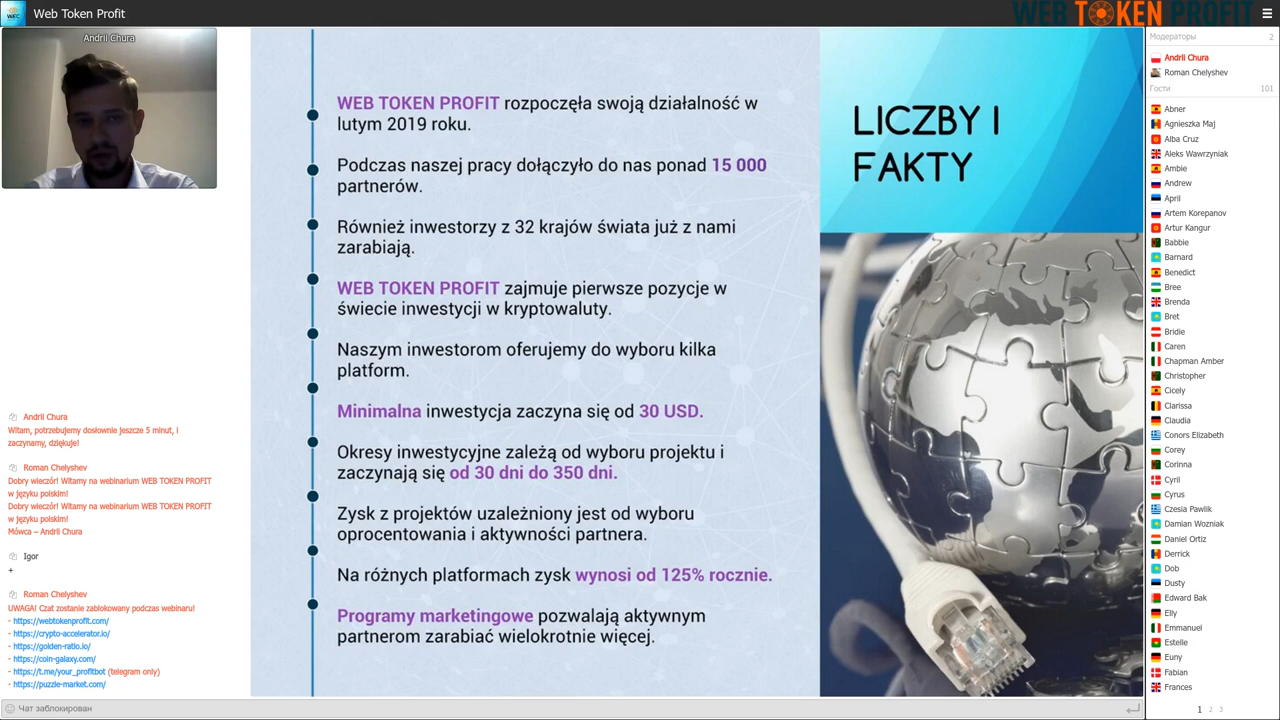 WEC
Web Token Profit
WEB TOKEN PROFIT
Andrii Chura
WEB TOKEN PROFIT rozpoczęła swoją działalność w
lutym 2019 roku.
Podczas naszej pracy dołączyło do nas ponad 15 000
partnerów.
Również inwestorzy z 32 krajów świata już z nami
zarabiają.
WEB TOKEN PROFIT zajmuje pierwsze pozycje w
świecie inwestycji w kryptowaluty.
Naszym inwestorom oferujemy do wyboru kilka
platform.
Minimalna inwestycja zaczyna się od 30 USD.
Okresy inwestycyjne zależą od wyboru projektu i
zaczynają się od 30 dni do 350 dni.
Zysk z projektów uzależniony jest od wyboru
oprocentowania i aktywności partnera.
Na różnych platformach zysk wynosi od 125% rocznie.
Programy marketingowe pozwalają aktywnym
partnerom zarabiać wielokrotnie więcej.
LICZBY I
FAKTY
Andrii Chura
Witam, potrzebujemy dosłownie jeszcze 5 minut, i
zaczynamy, dziękuje!
Roman Chelyshev
Dobry wieczór! Witamy na webinarium WEB TOKEN PROFIT
w języku polskim!
Dobry wieczór! Witamy na webinarium WEB TOKEN PROFIT
w języku polskim!
Mówca – Andrii Chura
Igor
+
Roman Chelyshev
UWAGA! Czat zostanie zablokowany podczas webinaru!
- https://webtokenprofit.com/
- https://crypto-accelerator.io/
- https://golden-ratio.io/
- https://coin-galaxy.com/
- https://t.me/your_profitbot (telegram only)
- https://puzzle-market.com/
Чат заблокирован
Модераторы 2
Andrii Chura
Roman Chelyshev
Гости 101
Abner
Agnieszka Maj
Alba Cruz
Aleks Wawrzyniak
Ambie
Andrew
April
Artem Korepanov
Artur Kangur
Babbie
Barnard
Benedict
Bree
Brenda
Bret
Bridie
Caren
Chapman Amber
Christopher
Cicely
Clarissa
Claudia
Conors Elizabeth
Corey
Corinna
Cyril
Cyrus
Czesia Pawlik
Damian Wozniak
Daniel Ortiz
Derrick
Dob
Dusty
Edward Bak
Elly
Emmanuel
Estelle
Euny
Fabian
Frances
1 2 3